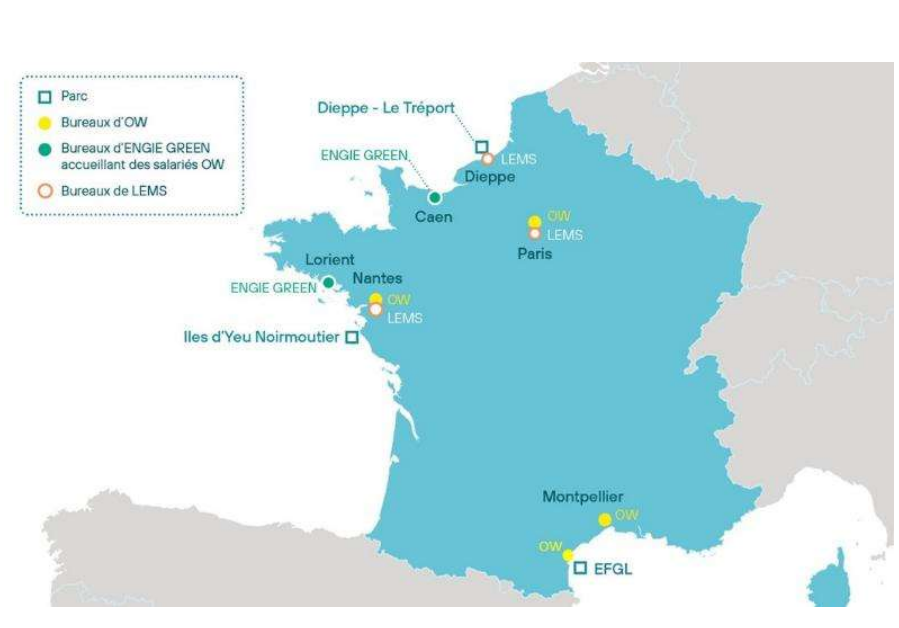 Parc
Bureaux d'OW
Bureaux d'ENGIE GREEN
accueillant des salariés OW
Bureaux de LEMS
Dieppe - Le Tréport
ENGIE GREEN
LEMS
Dieppe
Caen
OW
LEMS
Paris
Lorient
Nantes
ENGIE GREEN
OW
LEMS
Iles d'Yeu Noirmoutier
Montpellier
OW
OW
EFGL